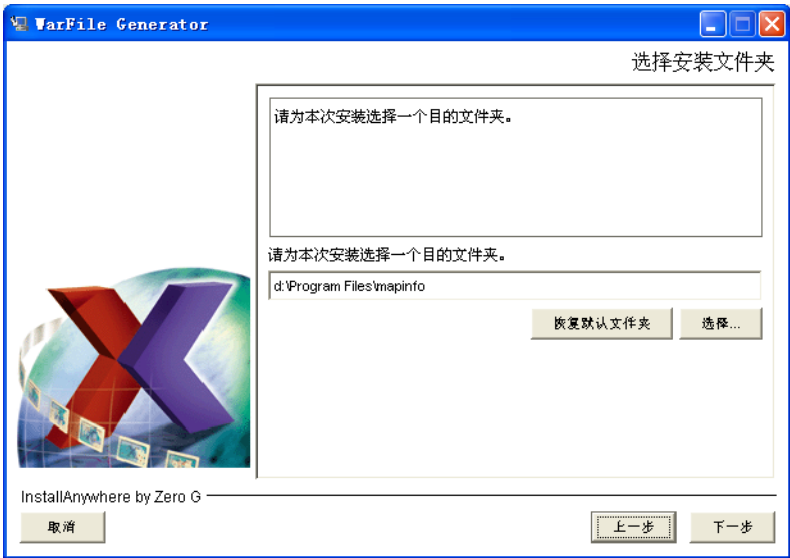 WarFile Generator
选择安装文件夹
请为本次安装选择一个目的文件夹。
请为本次安装选择一个目的文件夹。
d:\Program Files\mapinfo
恢复默认文件夹
选择...
InstallAnywhere by Zero G
取消
上一步
下一步